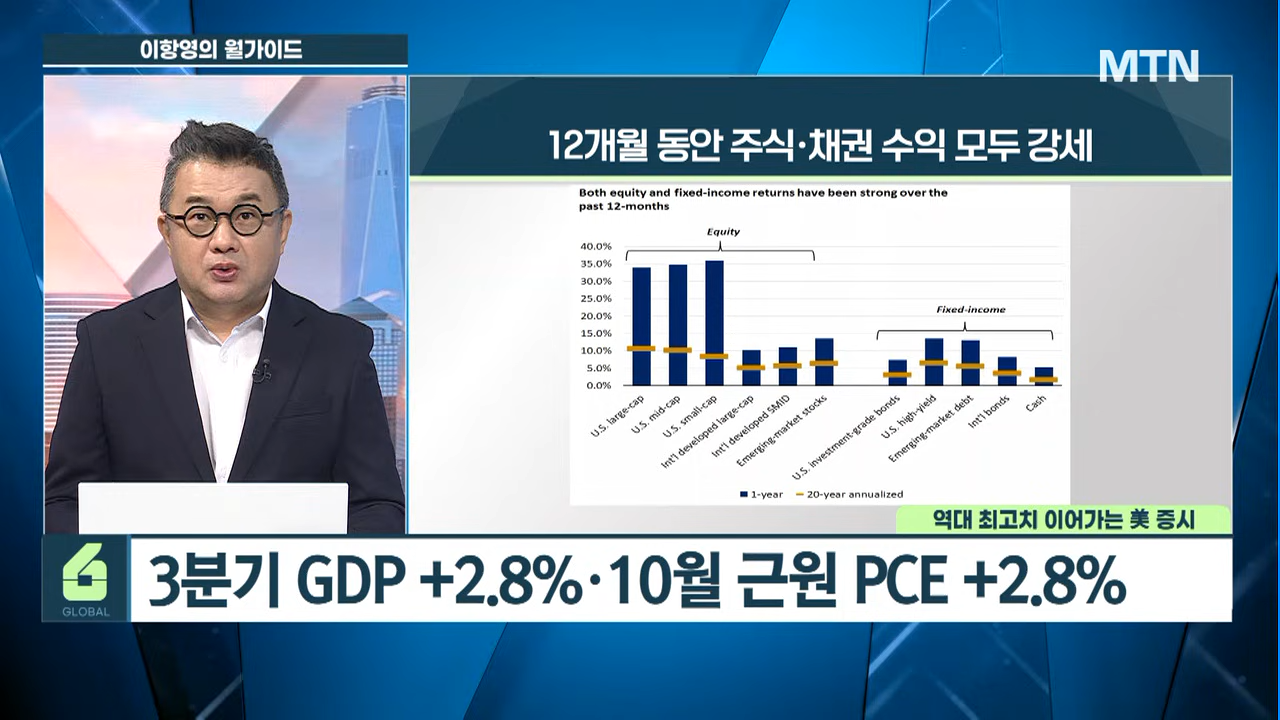 이항영의 월가이드
MTN
12개월 동안 주식·채권 수익 모두 강세
Both equity and fixed-income returns have been strong over the
past 12-months
Equity
40.0%
35.0%
30.0%
25.0%
20.0%
15.0%
10.0%
5.0%
0.0%
Fixed-income
U.S. large-cap
U.S. mid-cap
U.S. small-cap
Int'l developed large-cap
Int'l developed SMID
Emerging-market stocks
U.S. investment-grade bonds
U.S. high-yield
Emerging-market debt
Int'l bonds
Cash
1-year
20-year annualized
역대 최고치 이어가는 美 증시
GLOBAL
3분기 GDP +2.8%·10월 근원 PCE +2.8%